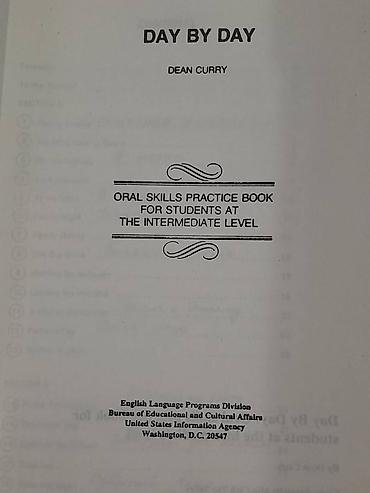 DAY BY DAY
DEAN CURRY
ORAL SKILLS PRACTICE BOOK
FOR STUDENTS AT
THE INTERMEDIATE LEVEL
English Language Programs Division
Bureau of Educational and Cultural Affairs
United States Information Agency
Washington, D.C. 20547